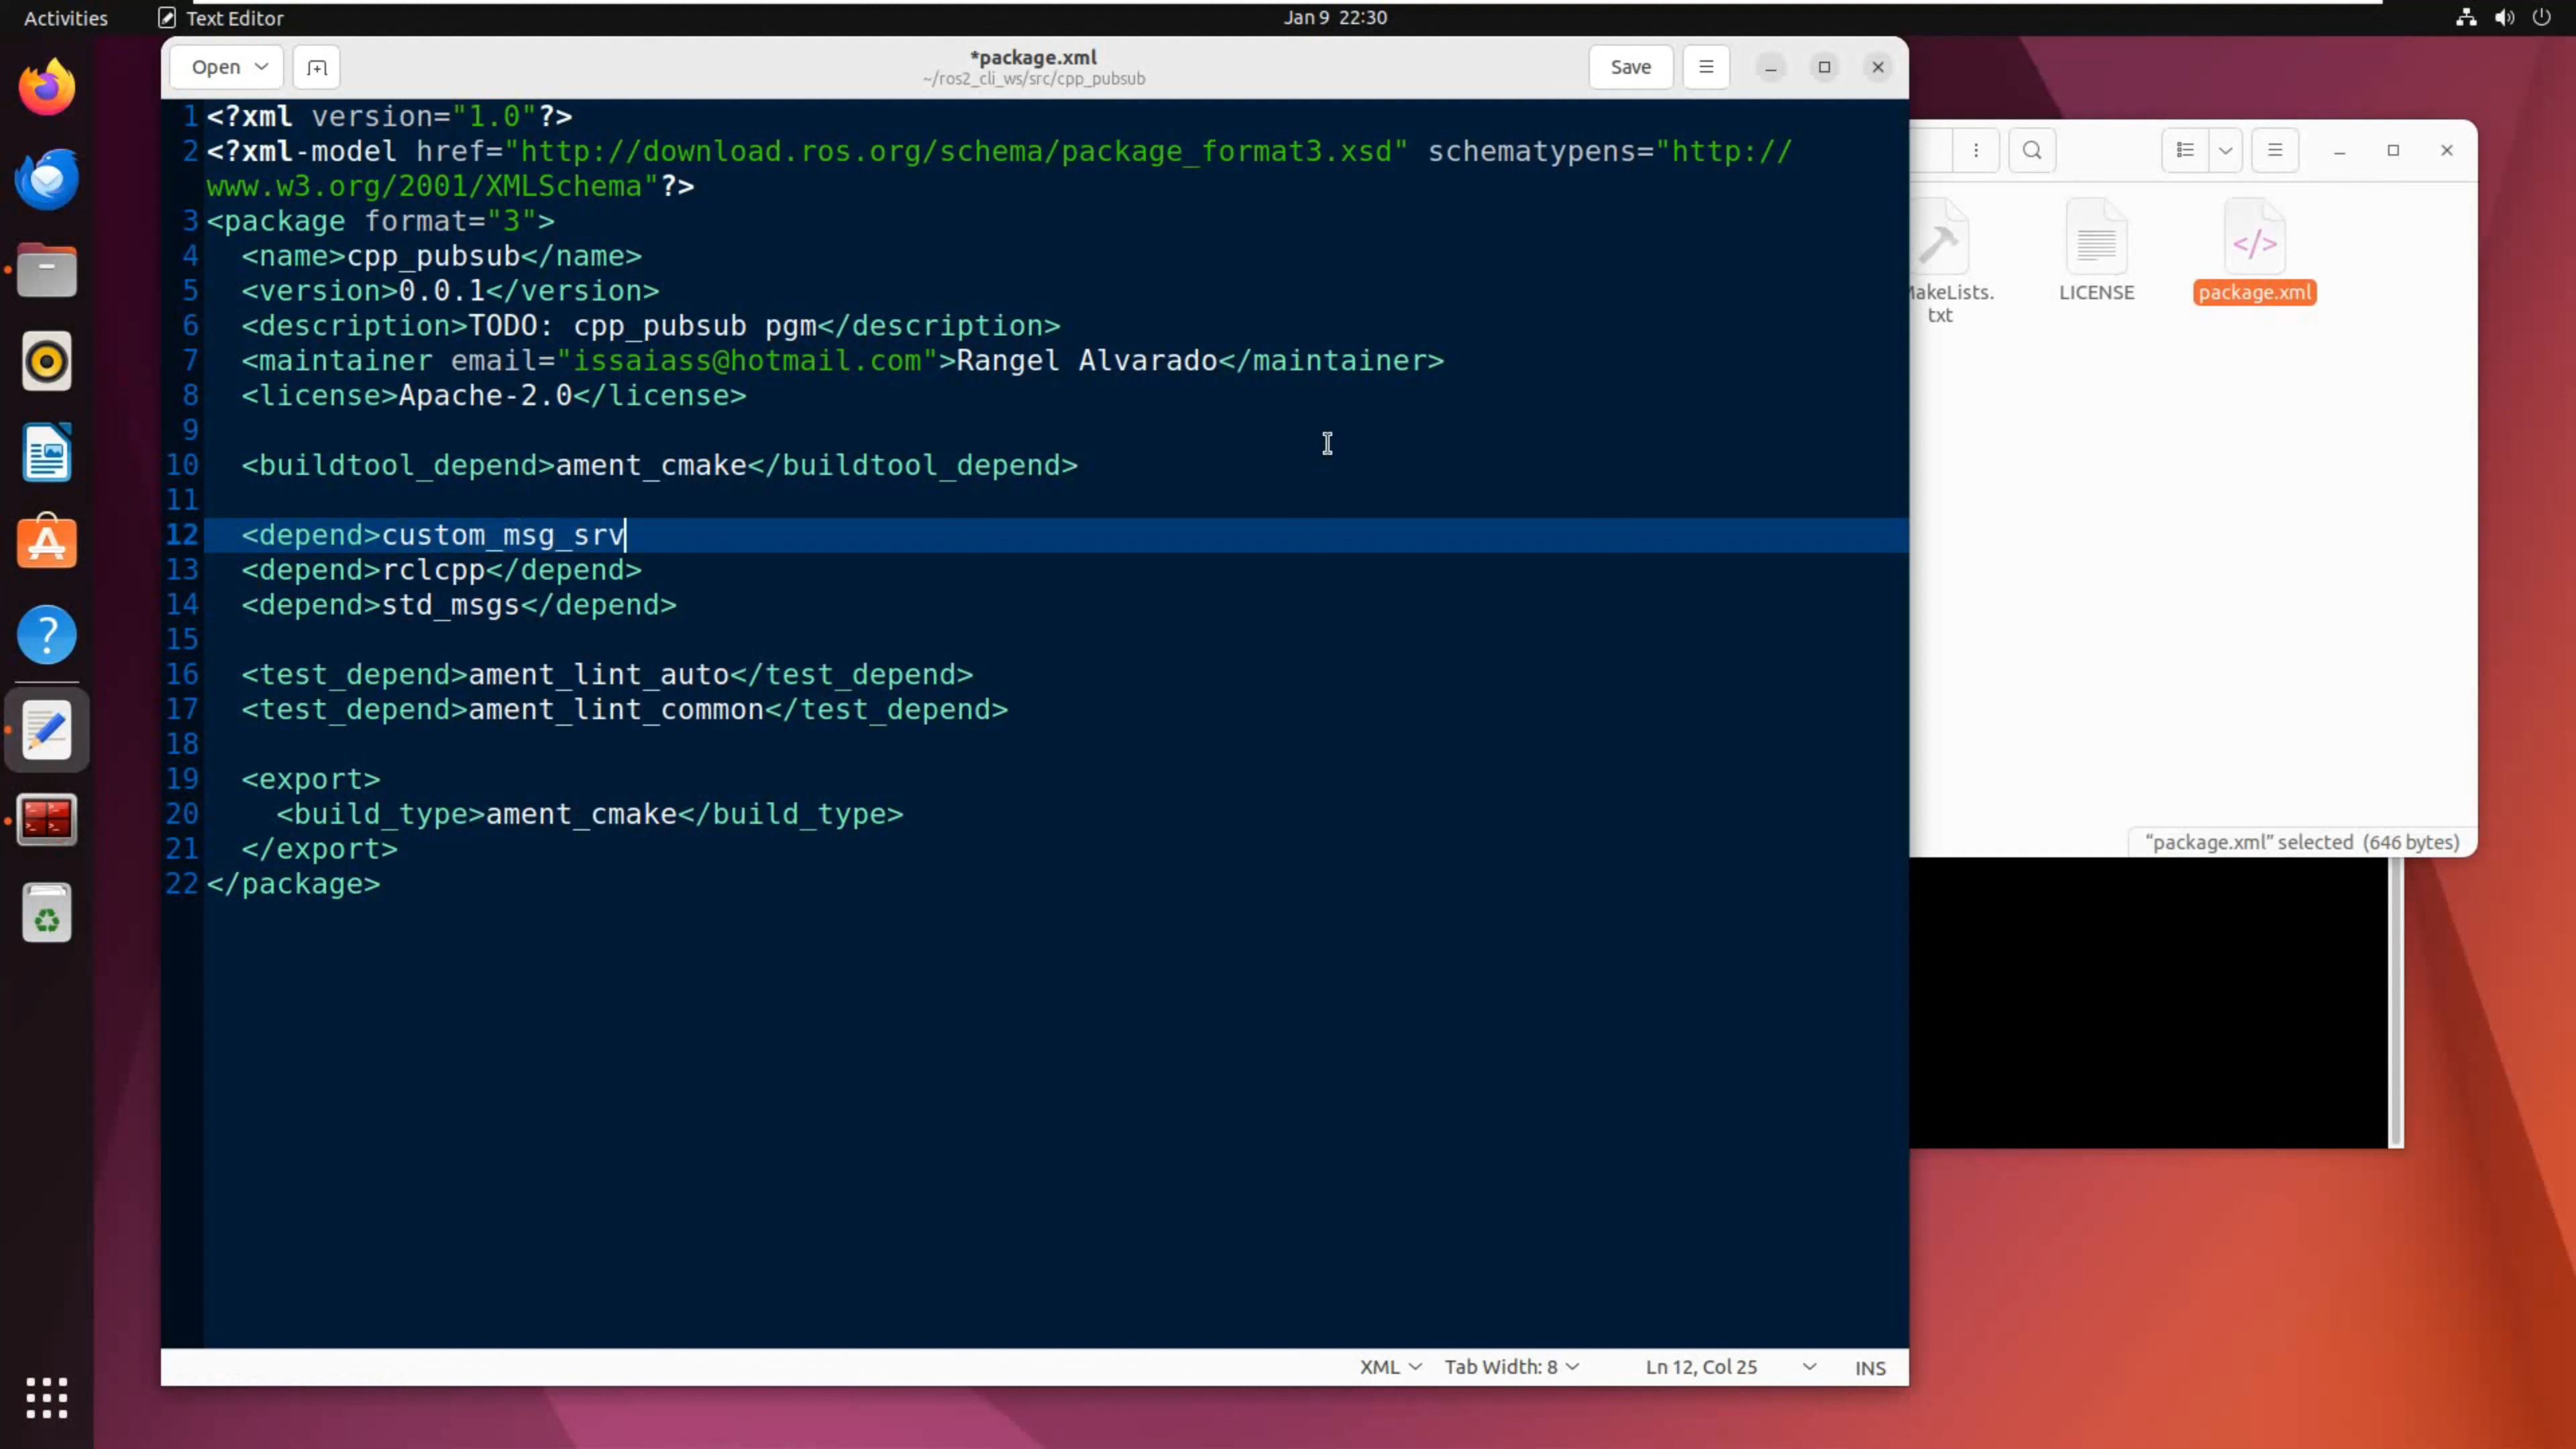 Activities
Text Editor
Jan 9 22:30
Open
*package.xml
~/ros2_cli_ws/src/cpp_pubsub
Save
1 <?xml version="1.0"?>
2 <?xml-model href="http://download.ros.org/schema/package_format3.xsd" schematypens="http://
www.w3.org/2001/XMLSchema"?>
3 <package format="3">
4   <name>cpp_pubsub</name>
5   <version>0.0.1</version>
6   <description>TODO: cpp_pubsub pgm</description>
7   <maintainer email="issaiass@hotmail.com">Rangel Alvarado</maintainer>
8   <license>Apache-2.0</license>
9
10   <buildtool_depend>ament_cmake</buildtool_depend>
11
12   <depend>custom_msg_srv
13   <depend>rclcpp</depend>
14   <depend>std_msgs</depend>
15
16   <test_depend>ament_lint_auto</test_depend>
17   <test_depend>ament_lint_common</test_depend>
18
19   <export>
20     <build_type>ament_cmake</build_type>
21   </export>
22 </package>
XML
Tab Width: 8
Ln 12, Col 25
INS
MakeLists.
txt
LICENSE
package.xml
"package.xml" selected (646 bytes)